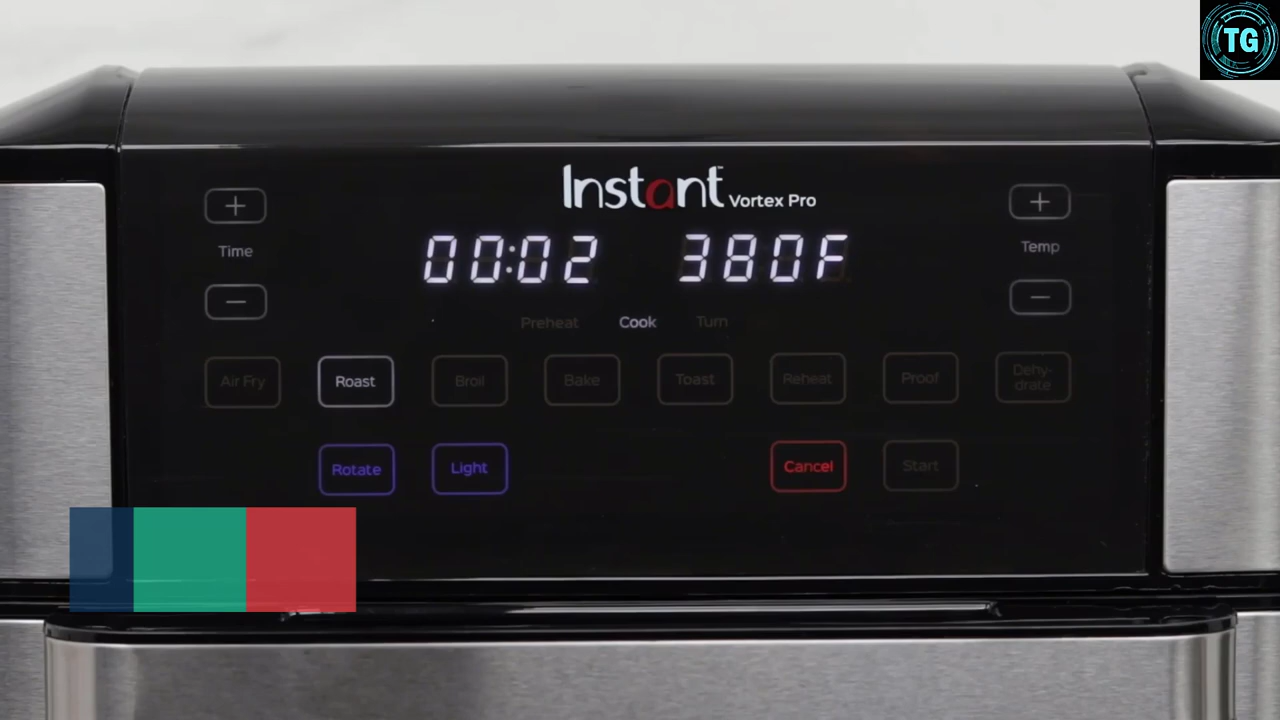 TG
Instant™ Vortex Pro
+ +
Time Temp
00:02 380F
− −
Preheat Cook Turn
Air Fry Roast Broil Bake Toast Reheat Proof Dehy-
drate
Rotate Light Cancel Start